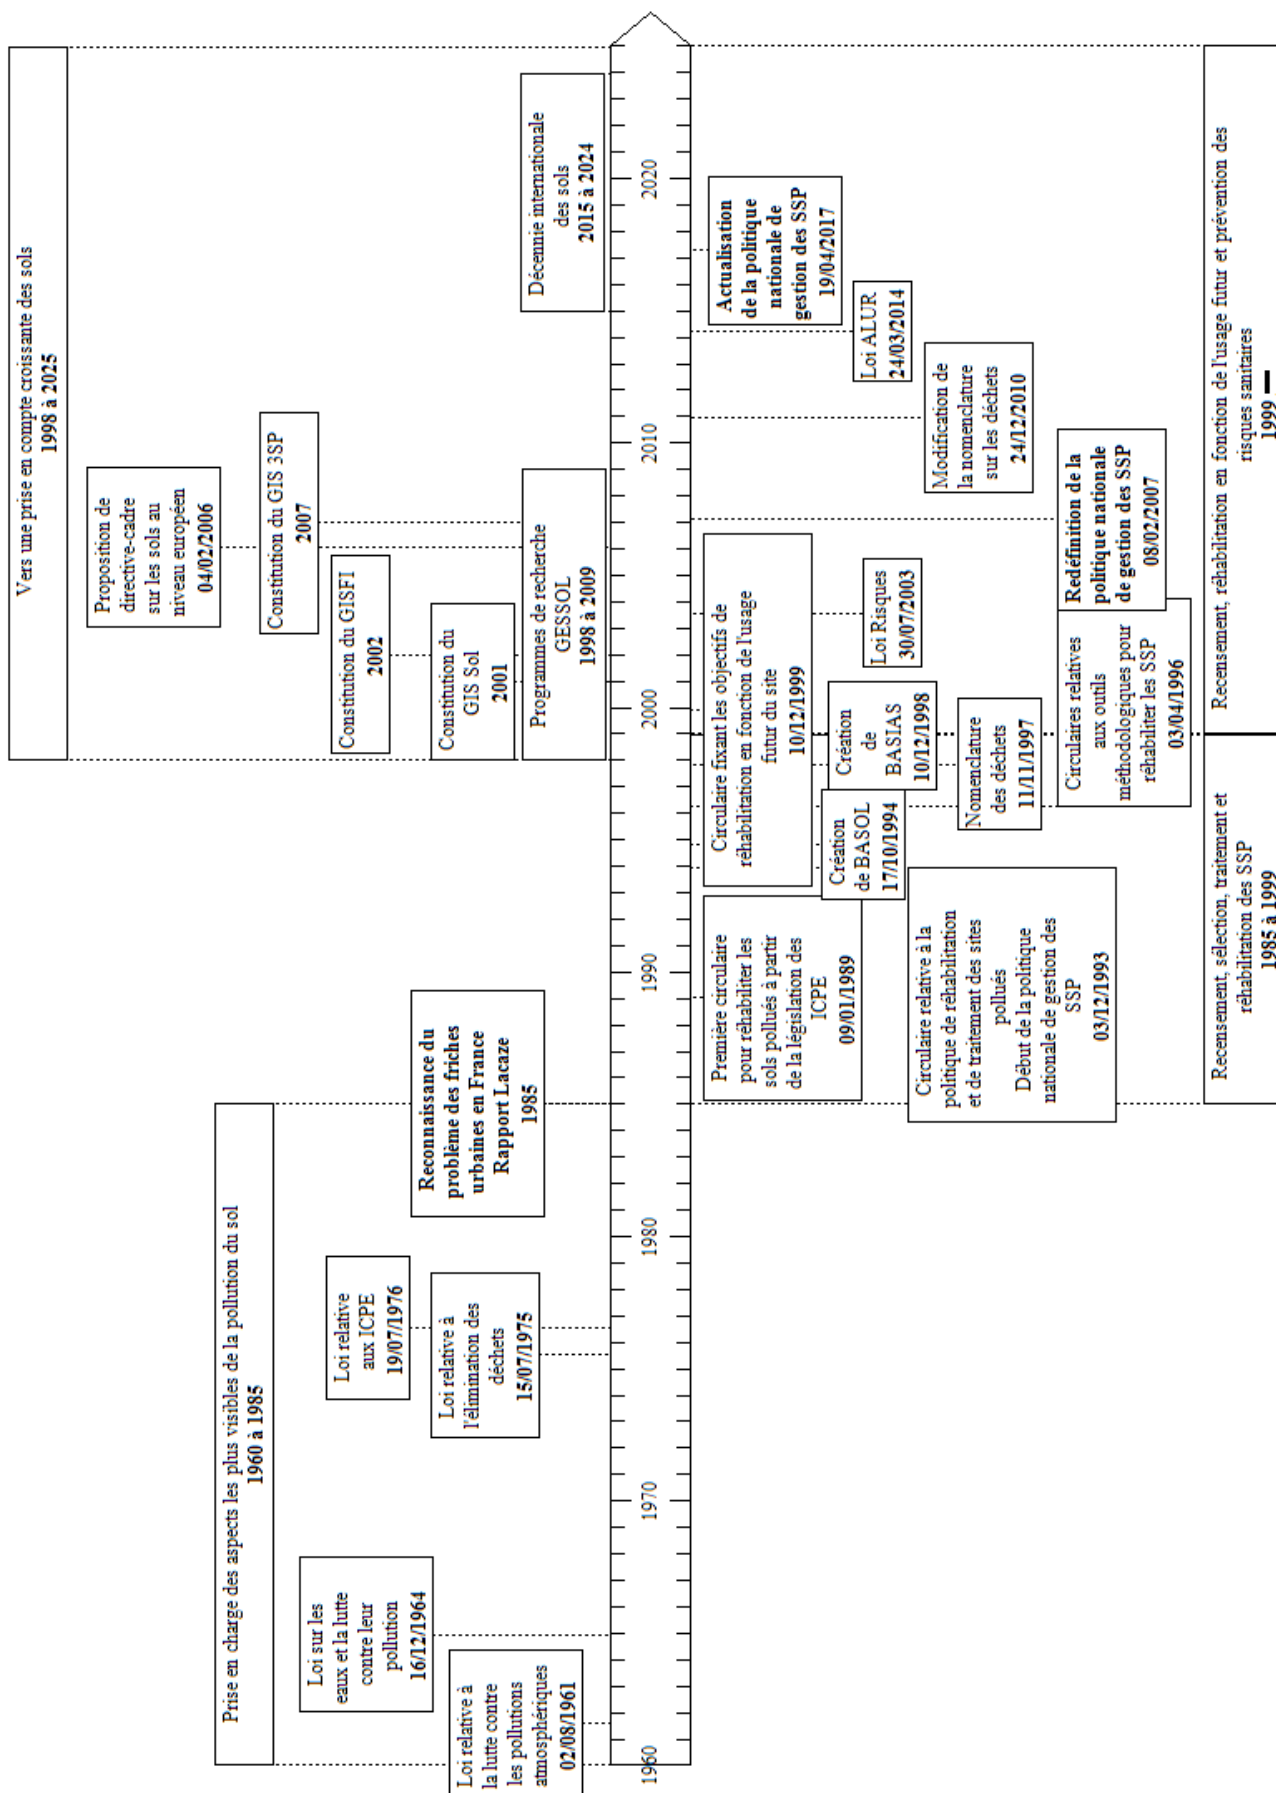 Vers une prise en compte croissante des sols
1998 à 2025
Proposition de
directive-cadre
sur les sols au
niveau européen
04/02/2006
Prise en charge des aspects les plus visibles de la pollution du sol
1960 à 1985
Constitution du GIS 3SP
2007
Loi sur les
eaux et la lutte
contre leur
pollution
16/12/1964
Loi relative
aux ICPE
19/07/1976
Constitution du GISFI
2002
Reconnaissance du
problème des friches
urbaines en France
Rapport Lacaze
1985
Loi relative à
l'élimination des
déchets
15/07/1975
Constitution du
GIS Sol
2001
Loi relative à
la lutte contre
les pollutions
atmosphériques
02/08/1961
Programmes de recherche
GESSOL
1998 à 2009
Décennie internationale
des sols
2015 à 2024
1960
1970
1980
1990
2000
2010
2020
Première circulaire
pour réhabiliter les
sols pollués à partir
de la législation des
ICPE
09/01/1989
Circulaire fixant les objectifs de
réhabilitation en fonction de l'usage
futur du site
10/12/1999
Actualisation
de la politique
nationale de
gestion des SSP
19/04/2017
Création
de BASOL
17/10/1994
Création
de
BASIAS
10/12/1998
Loi Risques
30/07/2003
Loi ALUR
24/03/2014
Circulaire relative à la
politique de réhabilitation
et de traitement des sites
pollués
Début de la politique
nationale de gestion des
SSP
03/12/1993
Nomenclature
des déchets
11/11/1997
Modification de
la nomenclature
sur les déchets
24/12/2010
Circulaires relatives
aux outils
méthodologiques pour
réhabiliter les SSP
03/04/1996
Redéfinition de la
politique nationale
de gestion des SSP
08/02/2007
Recensement, sélection, traitement et
réhabilitation des SSP
1985 à 1999
Recensement, réhabilitation en fonction de l'usage futur et prévention des
risques sanitaires
1999